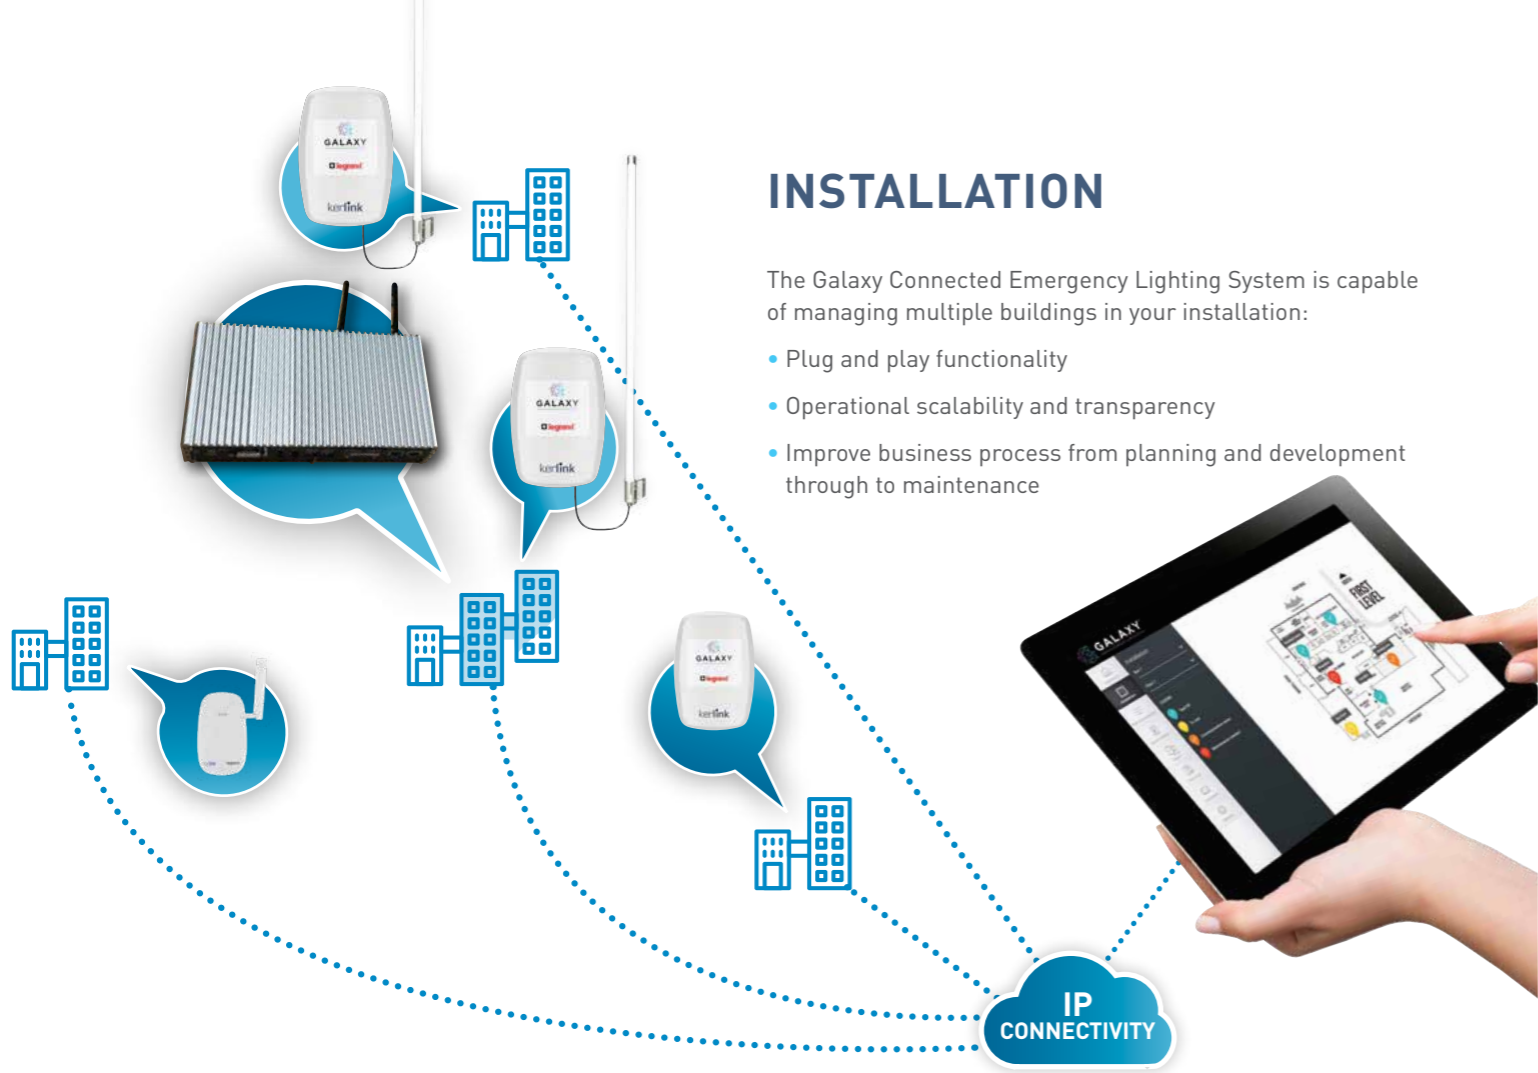 GALAXY
legrand
kerlink
INSTALLATION
The Galaxy Connected Emergency Lighting System is capable
of managing multiple buildings in your installation:
• Plug and play functionality
• Operational scalability and transparency
• Improve business process from planning and development
through to maintenance
GALAXY
legrand
kerlink
GALAXY
legrand
kerlink
GALAXY
FIRST
LEVEL
IP
CONNECTIVITY